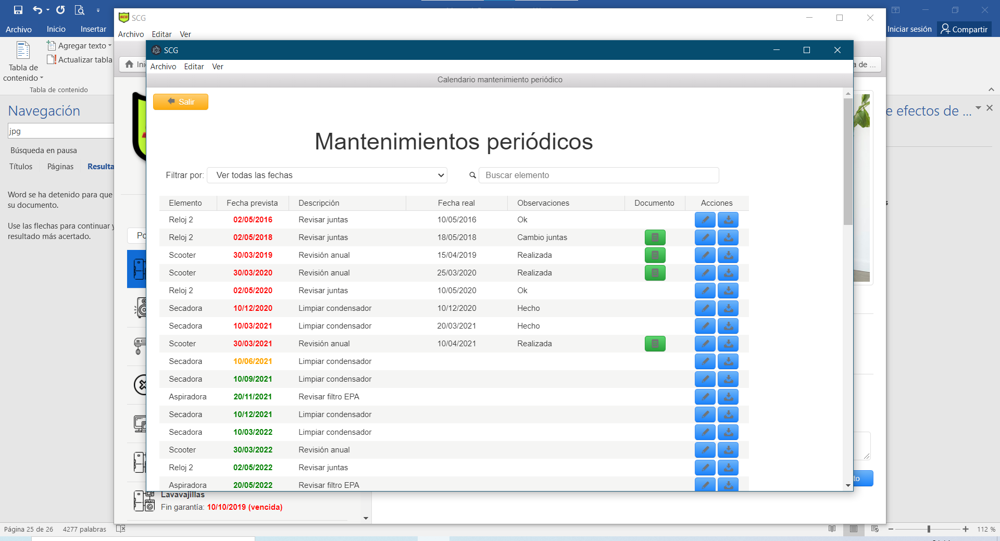 SCG
Archivo Editar Ver
Archivo Inicio Insertar
Iniciar sesión Compartir
Agregar texto
Actualizar tabla
Tabla de
contenido
Tabla de contenido
SCG
Archivo Editar Ver
a de ...
Calendario mantenimiento periódico
Salir
Navegación
e efectos de ...
jpg
Búsqueda en pausa
Títulos Páginas Resulta
Word se ha detenido para que
su documento.
Use las flechas para continuar y
resultado más acertado.
Mantenimientos periódicos
Filtrar por: Ver todas las fechas Buscar elemento
Elemento Fecha prevista Descripción Fecha real Observaciones Documento Acciones
Reloj 2 02/05/2016 Revisar juntas 10/05/2016 Ok
Reloj 2 02/05/2018 Revisar juntas 18/05/2018 Cambio juntas
Scooter 30/03/2019 Revisión anual 15/04/2019 Realizada
Scooter 30/03/2020 Revisión anual 25/03/2020 Realizada
Reloj 2 02/05/2020 Revisar juntas 10/05/2020 Ok
Secadora 10/12/2020 Limpiar condensador 10/12/2020 Hecho
Secadora 10/03/2021 Limpiar condensador 20/03/2021 Hecho
Scooter 30/03/2021 Revisión anual 10/04/2021 Realizada
Secadora 10/06/2021 Limpiar condensador
Secadora 10/09/2021 Limpiar condensador
Aspiradora 20/11/2021 Revisar filtro EPA
Secadora 10/12/2021 Limpiar condensador
Secadora 10/03/2022 Limpiar condensador
Scooter 30/03/2022 Revisión anual
Reloj 2 02/05/2022 Revisar juntas
Aspiradora 20/05/2022 Revisar filtro EPA
to
Lavavajillas
Fin garantía: 10/10/2019 (vencida)
Página 25 de 26 4277 palabras 112 %